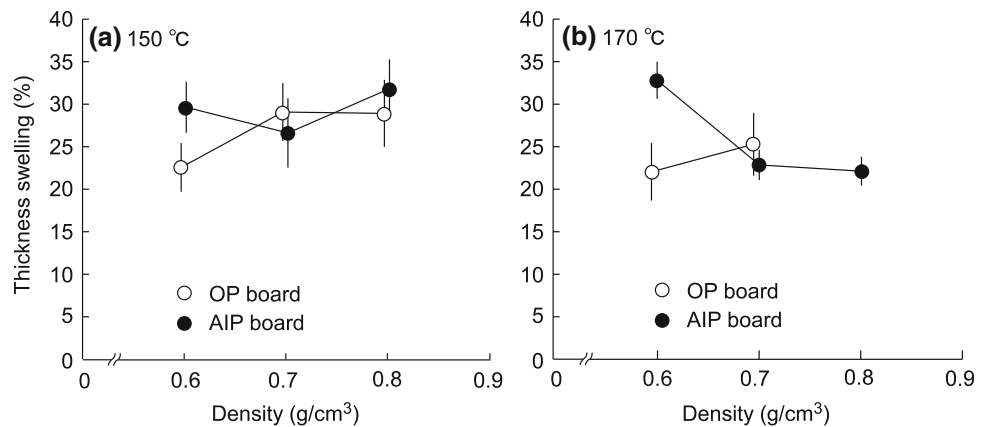 (a) 150 °C
Thickness swelling (%)
40
35
30
25
20
15
10
5
0
OP board
AIP board
0 0.6 0.7 0.8 0.9
Density (g/cm³)
(b) 170 °C
40
35
30
25
20
15
10
5
0
OP board
AIP board
0 0.6 0.7 0.8 0.9
Density (g/cm³)